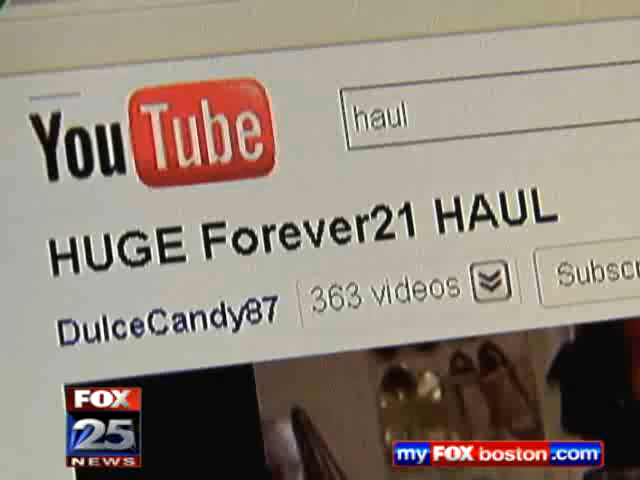 YouTube
haul
HUGE Forever21 HAUL
DulceCandy87
363 videos
FOX
25
NEWS
myFOXboston.com